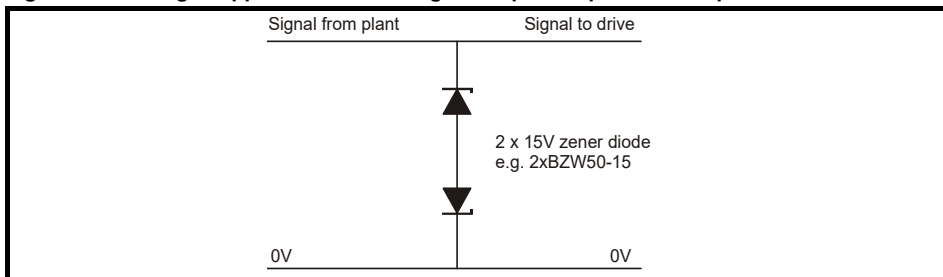 Signal from plant Signal to drive
2 x 15V zener diode
e.g. 2xBZW50-15
0V 0V